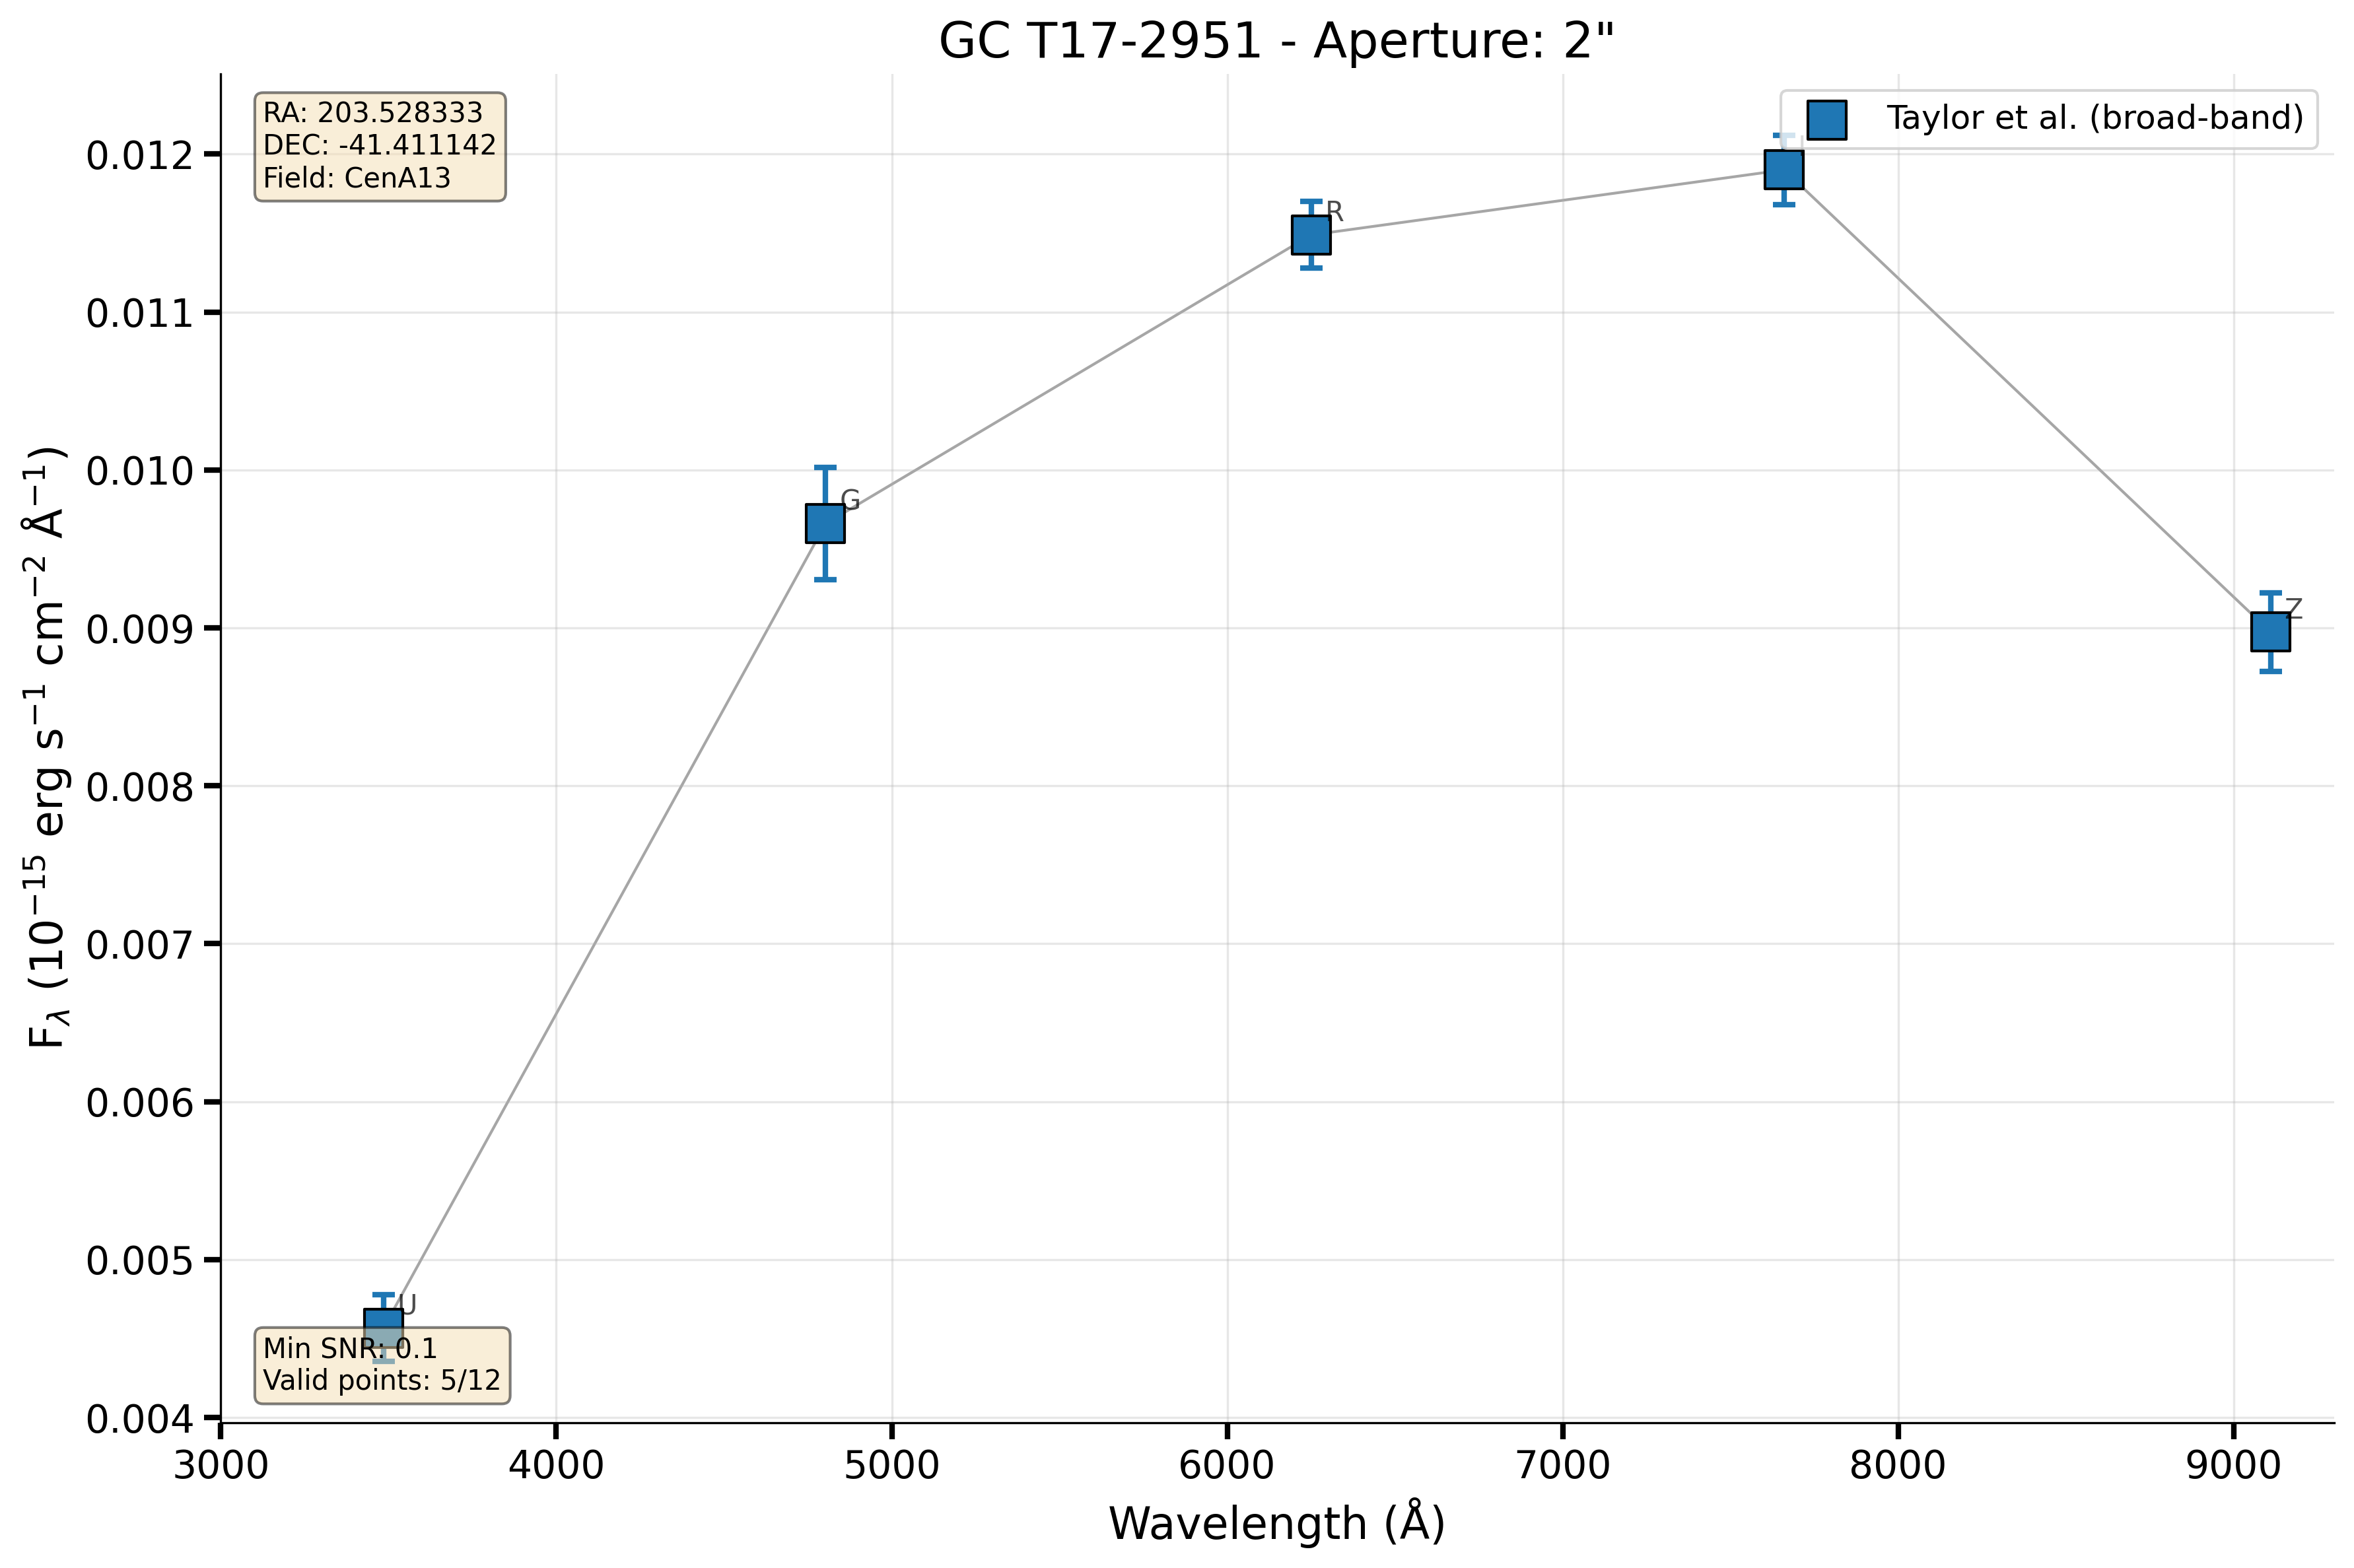 GC T17-2951 - Aperture: 2"
RA: 203.528333
DEC: -41.411142
Field: CenA13
Taylor et al. (broad-band)
0.012
0.011
0.010
0.009
0.008
0.007
0.006
0.005
0.004
F_λ (10⁻¹⁵ erg s⁻¹ cm⁻² Å⁻¹)
R
G
Z
U
Min SNR: 0.1
Valid points: 5/12
3000 4000 5000 6000 7000 8000 9000
Wavelength (Å)